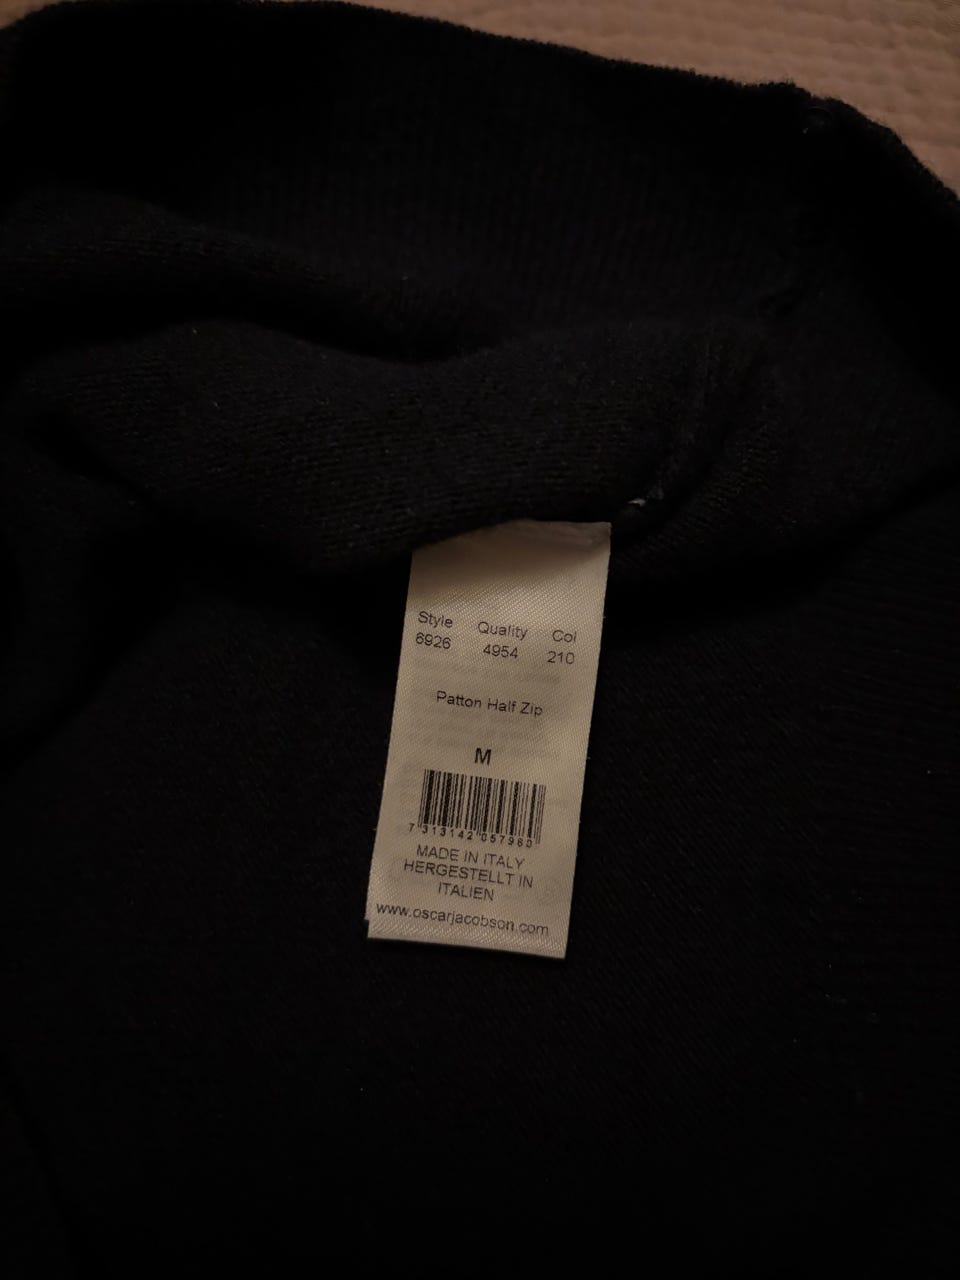 Style Quality Col
6926 4954 210
Patton Half Zip
M
7 313142 057980
MADE IN ITALY
HERGESTELLT IN
ITALIEN
www.oscarjacobson.com